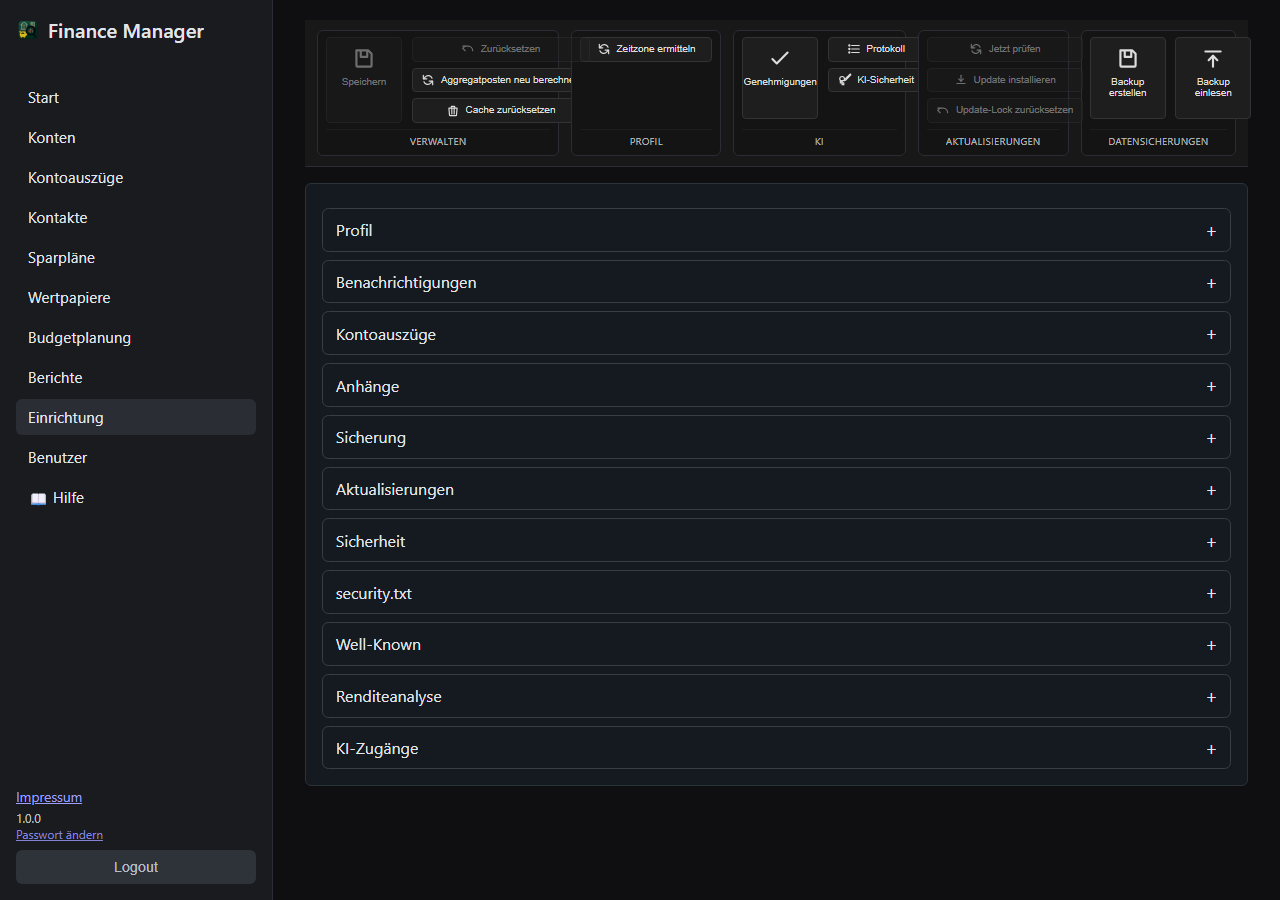 Finance Manager
Start
Konten
Kontoauszüge
Kontakte
Sparpläne
Wertpapiere
Budgetplanung
Berichte
Einrichtung
Benutzer
Hilfe
Impressum
1.0.0
Passwort ändern
Logout
Speichern
Zurücksetzen
Aggregatposten neu berechne
Cache zurücksetzen
VERWALTEN
Zeitzone ermitteln
PROFIL
Genehmigungen
Protokoll
KI-Sicherheit
KI
Jetzt prüfen
Update installieren
Update-Lock zurücksetzen
AKTUALISIERUNGEN
Backup
erstellen
Backup
einlesen
DATENSICHERUNGEN
Profil +
Benachrichtigungen +
Kontoauszüge +
Anhänge +
Sicherung +
Aktualisierungen +
Sicherheit +
security.txt +
Well-Known +
Renditeanalyse +
KI-Zugänge +